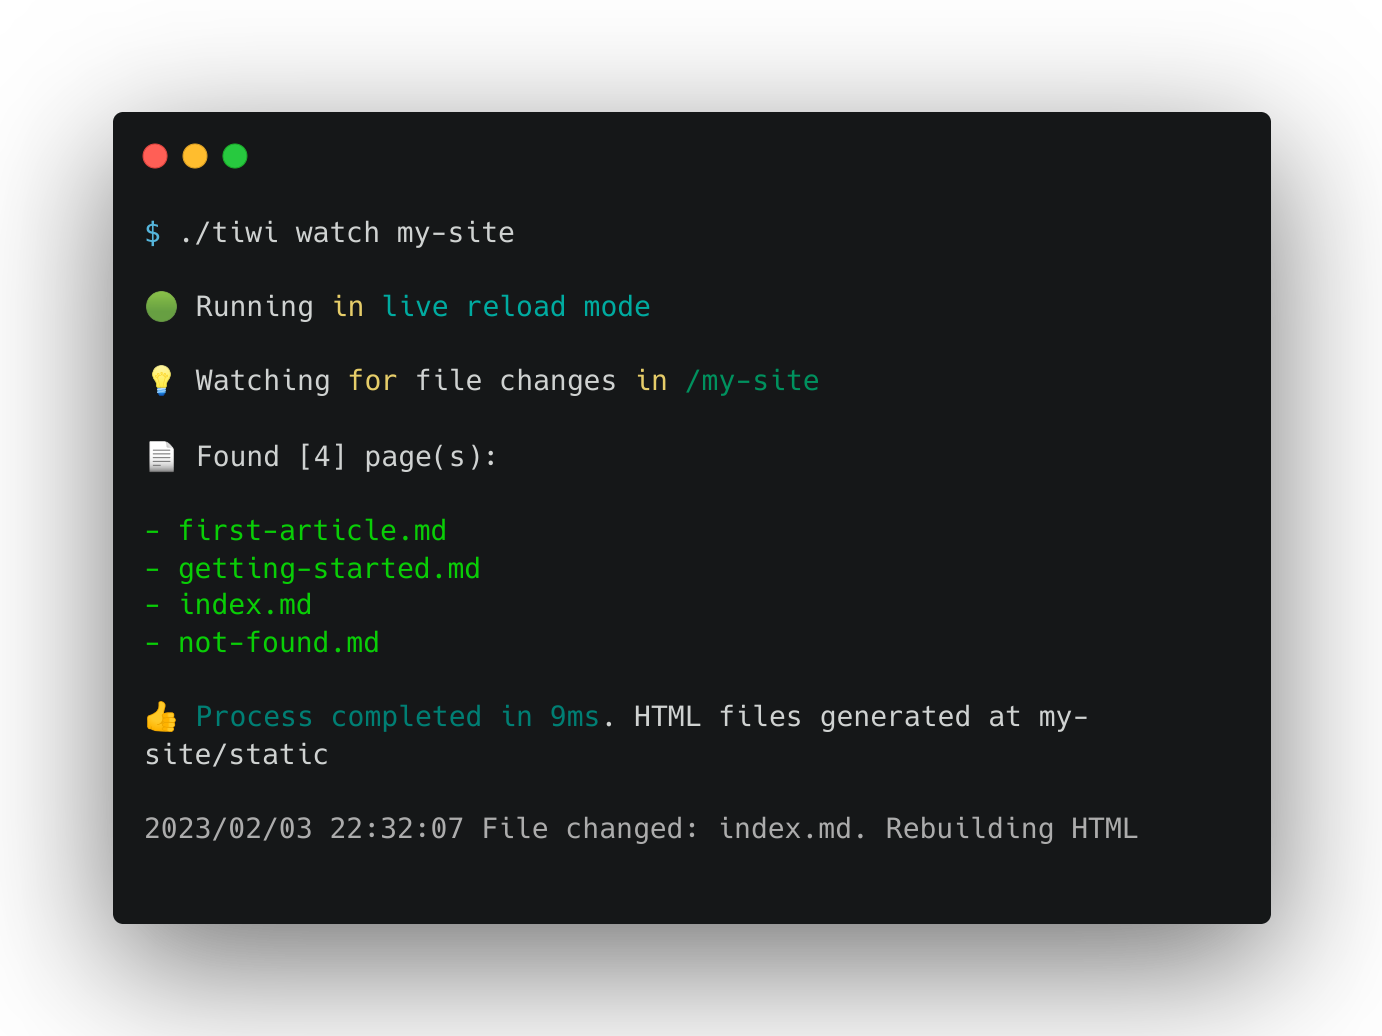 $ ./tiwi watch my-site
🟢 Running in live reload mode
💡 Watching for file changes in /my-site
📄 Found [4] page(s):
- first-article.md
- getting-started.md
- index.md
- not-found.md
👍 Process completed in 9ms. HTML files generated at my-
site/static
2023/02/03 22:32:07 File changed: index.md. Rebuilding HTML